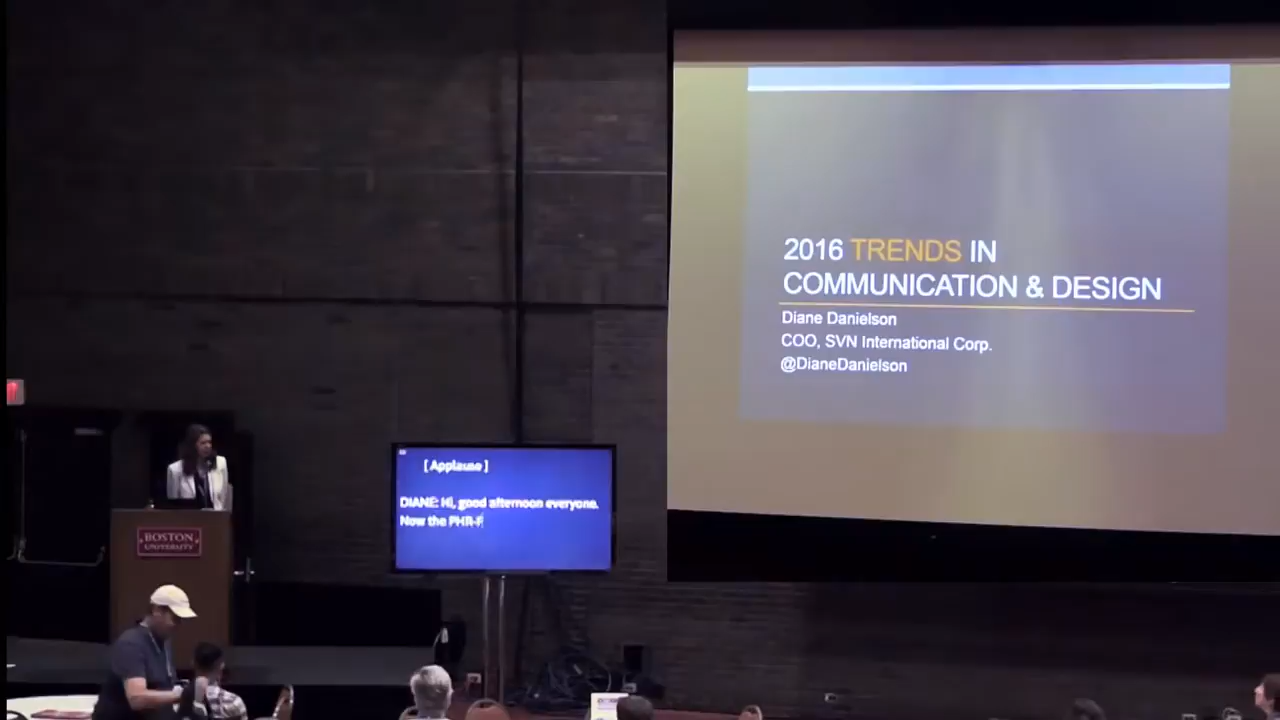 2016 TRENDS IN
COMMUNICATION & DESIGN
Diane Danielson
COO, SVN International Corp.
@DianeDanielson
[ Applause ]
DIANE: Hi, good afternoon everyone.
Now the PHR-F
BOSTON
UNIVERSITY